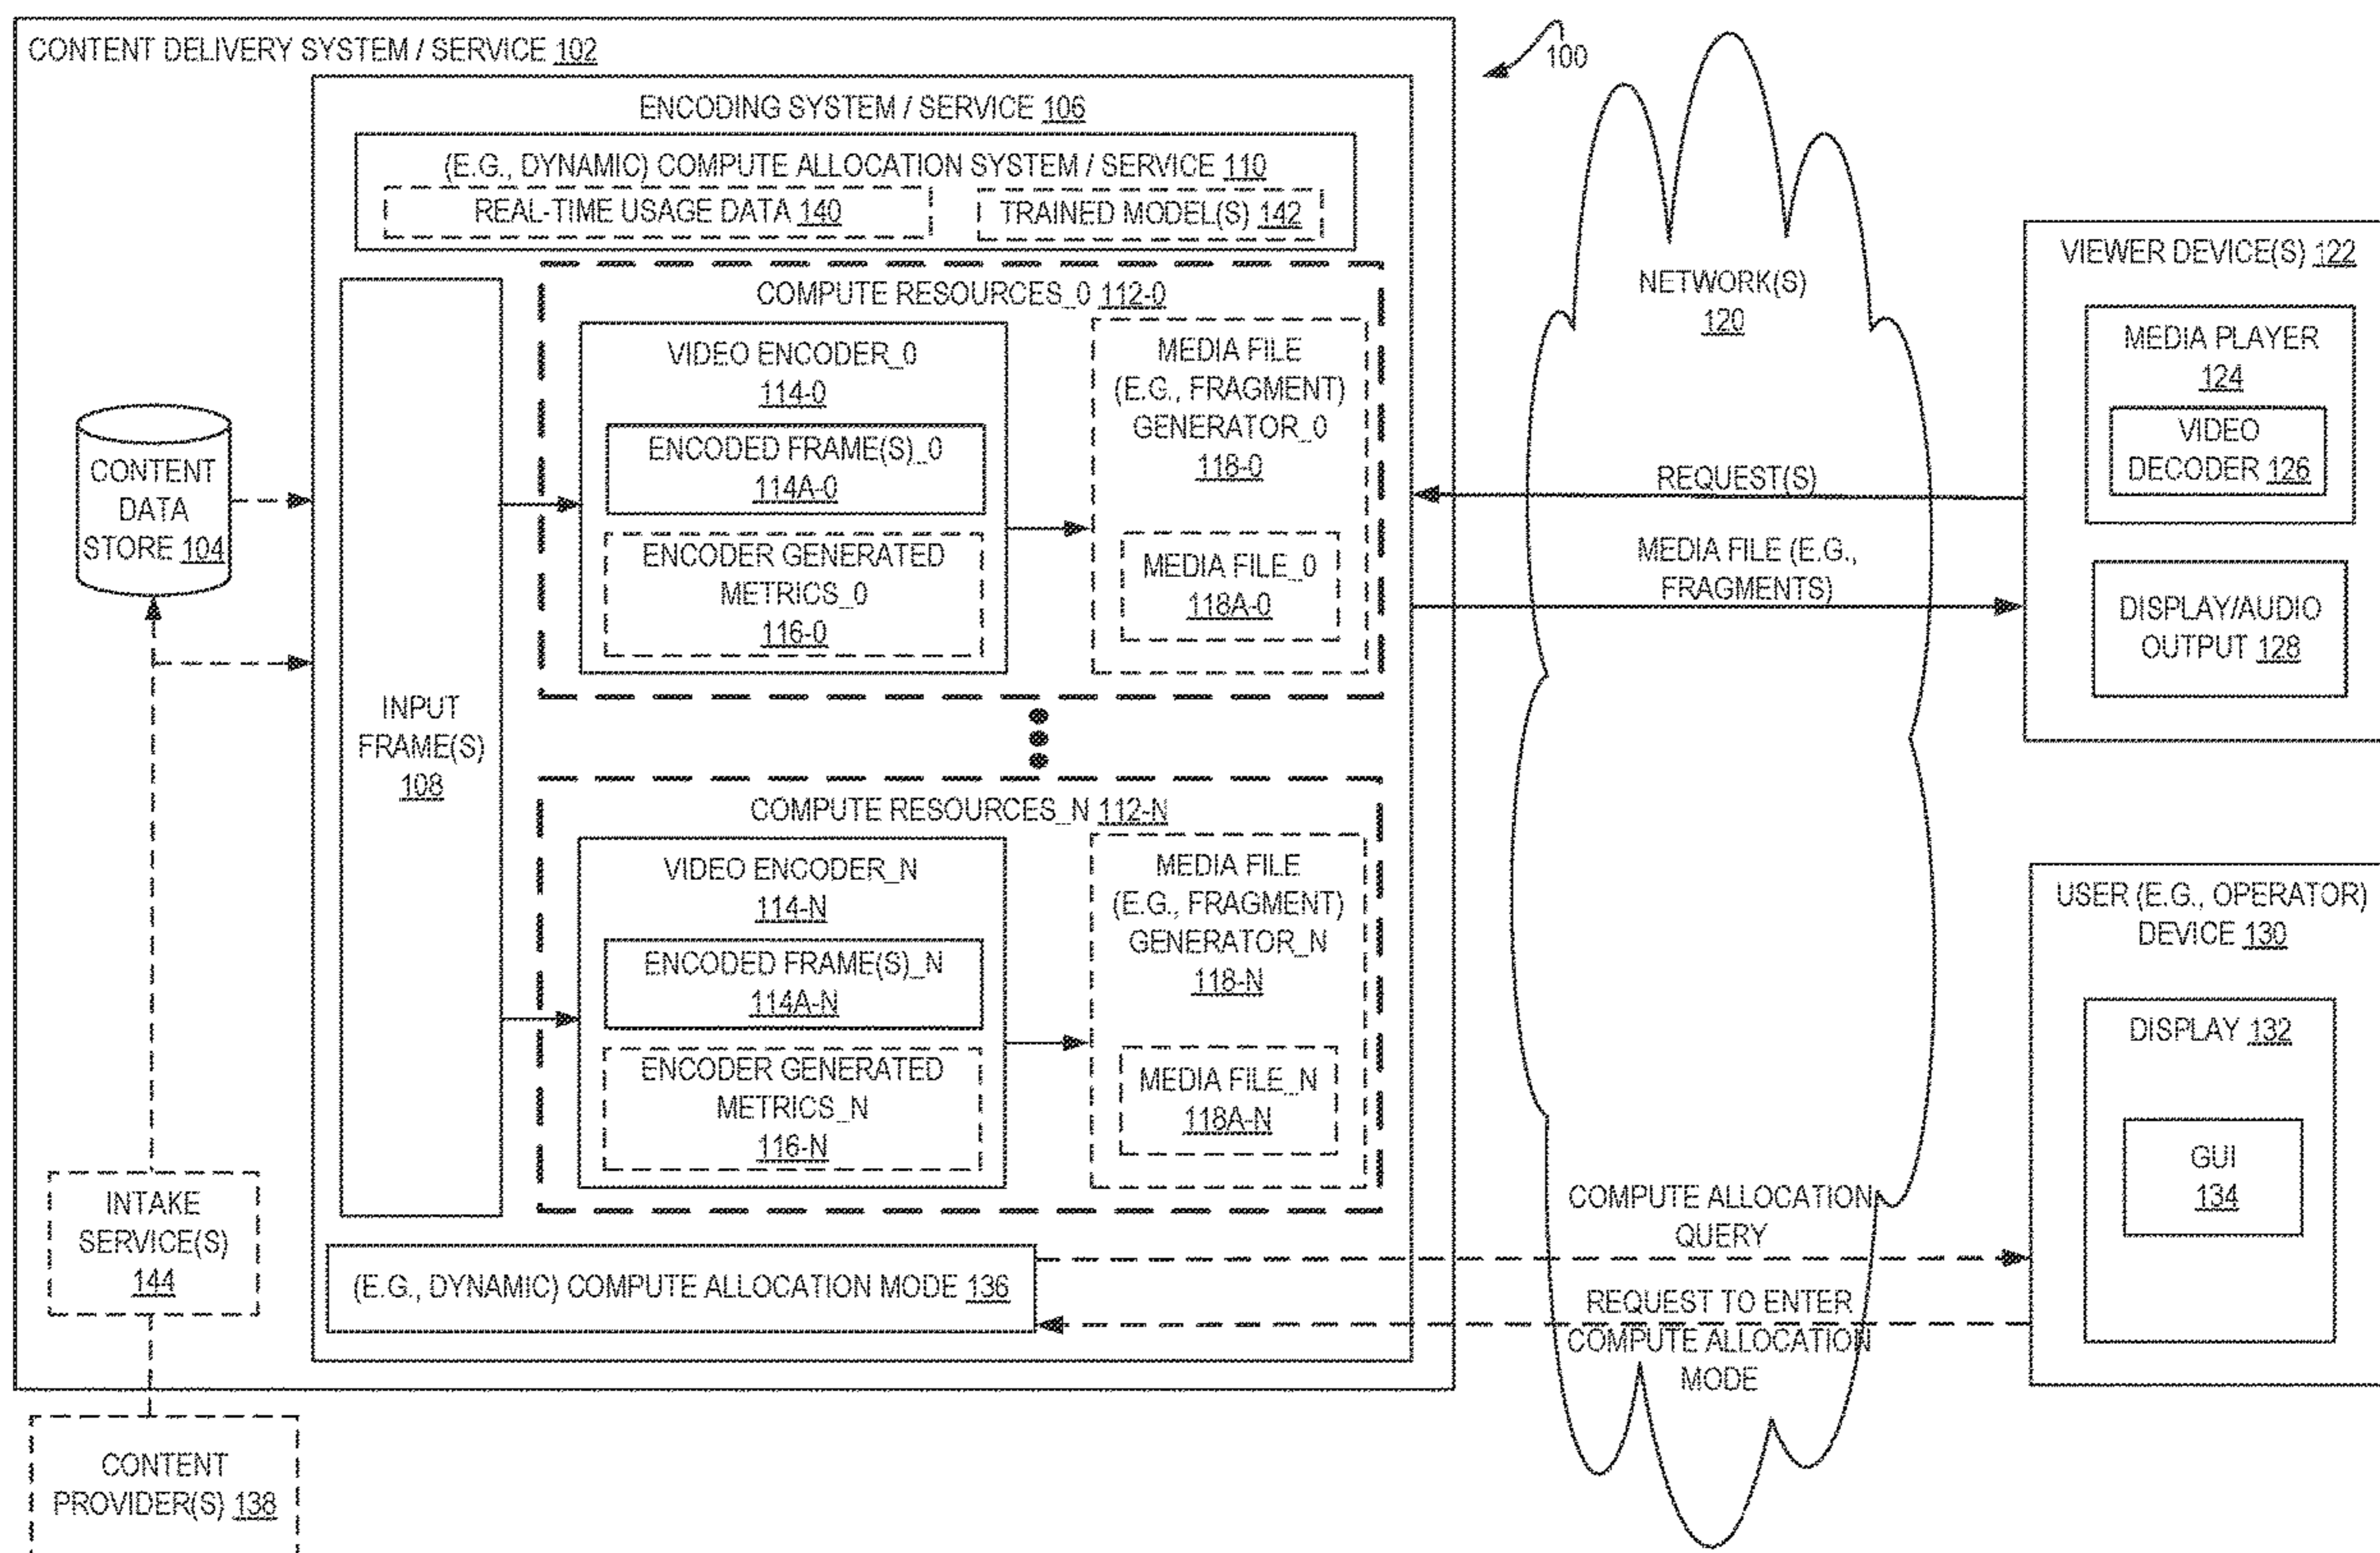 CONTENT DELIVERY SYSTEM / SERVICE 102
100
ENCODING SYSTEM / SERVICE 106
(E.G., DYNAMIC) COMPUTE ALLOCATION SYSTEM / SERVICE 110
REAL-TIME USAGE DATA 140
TRAINED MODEL(S) 142
CONTENT
DATA
STORE 104
INPUT
FRAME(S)
108
COMPUTE RESOURCES_0 112-0
VIDEO ENCODER_0
114-0
ENCODED FRAME(S)_0
114A-0
ENCODER GENERATED
METRICS_0
116-0
MEDIA FILE
(E.G., FRAGMENT)
GENERATOR_0
118-0
MEDIA FILE_0
118A-0
COMPUTE RESOURCES_N 112-N
VIDEO ENCODER_N
114-N
ENCODED FRAME(S)_N
114A-N
ENCODER GENERATED
METRICS_N
116-N
MEDIA FILE
(E.G., FRAGMENT)
GENERATOR_N
118-N
MEDIA FILE_N
118A-N
(E.G., DYNAMIC) COMPUTE ALLOCATION MODE 136
INTAKE
SERVICE(S)
144
CONTENT
PROVIDER(S) 138
NETWORK(S)
120
REQUEST(S)
MEDIA FILE (E.G.,
FRAGMENTS)
COMPUTE ALLOCATION
QUERY
REQUEST TO ENTER
COMPUTE ALLOCATION
MODE
VIEWER DEVICE(S) 122
MEDIA PLAYER
124
VIDEO
DECODER 126
DISPLAY/AUDIO
OUTPUT 128
USER (E.G., OPERATOR)
DEVICE 130
DISPLAY 132
GUI
134